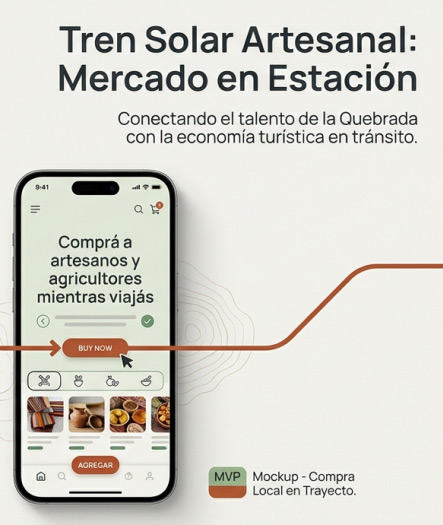 Tren Solar Artesanal:
Mercado en Estación
Conectando el talento de la Quebrada
con la economía turística en tránsito.
9:41
Comprá a
artesanos y
agricultores
mientras viajás
BUY NOW
AGREGAR
MVP
Mockup - Compra
Local en Trayecto.